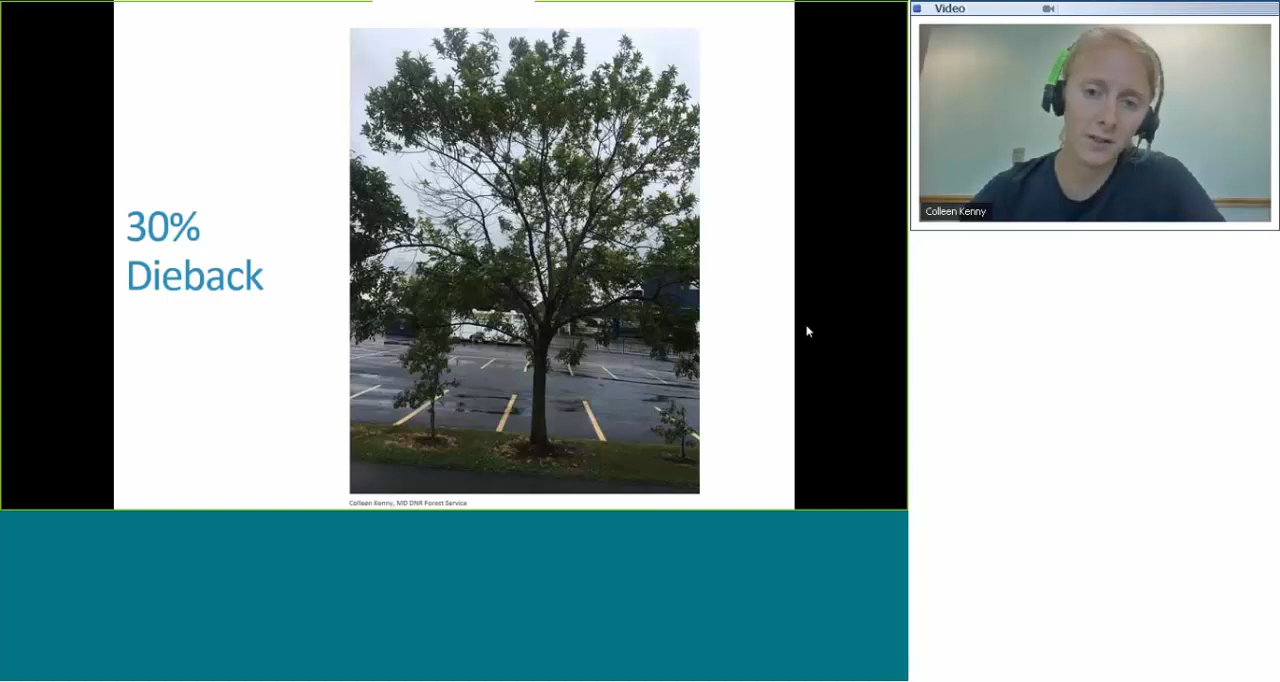 Video
30%
Dieback
Colleen Kenny
Colleen Kenny, MD DNR Forest Service